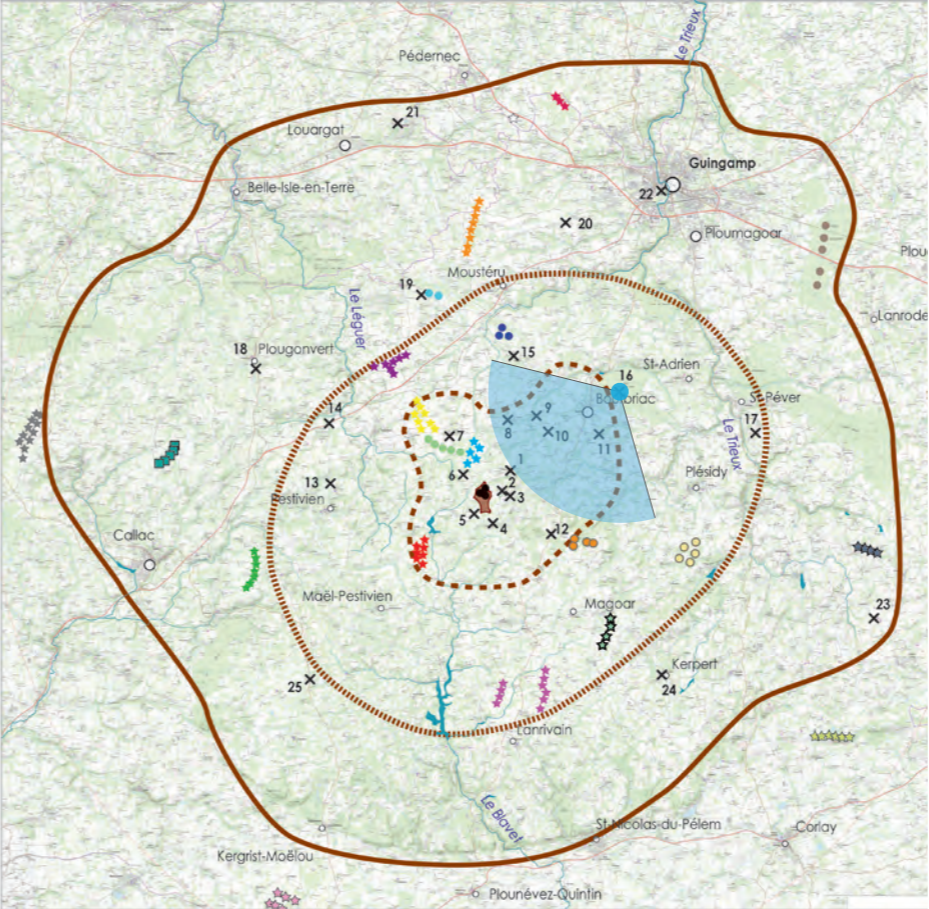 Le Trieux
Pédernec
21
Louargat
Guingamp
Belle-Isle-en-Terre
22
20
Ploumagoar
Plou
Moustéru
19
Le Léguer
Lanrode
15
18
Plougonvert
St-Adrien
16
St-Péver
14
9
17
8
10
11
7
Le Trieux
1
Plésidy
13
6
2
3
Pestivien
5
4
12
Callac
Maël-Pestivien
Magoar
23
Kerpert
25
24
Lanrivain
Le Blavet
St-Nicolas-du-Pélem
Corlay
Kergrist-Moëlou
Plounévez-Quintin